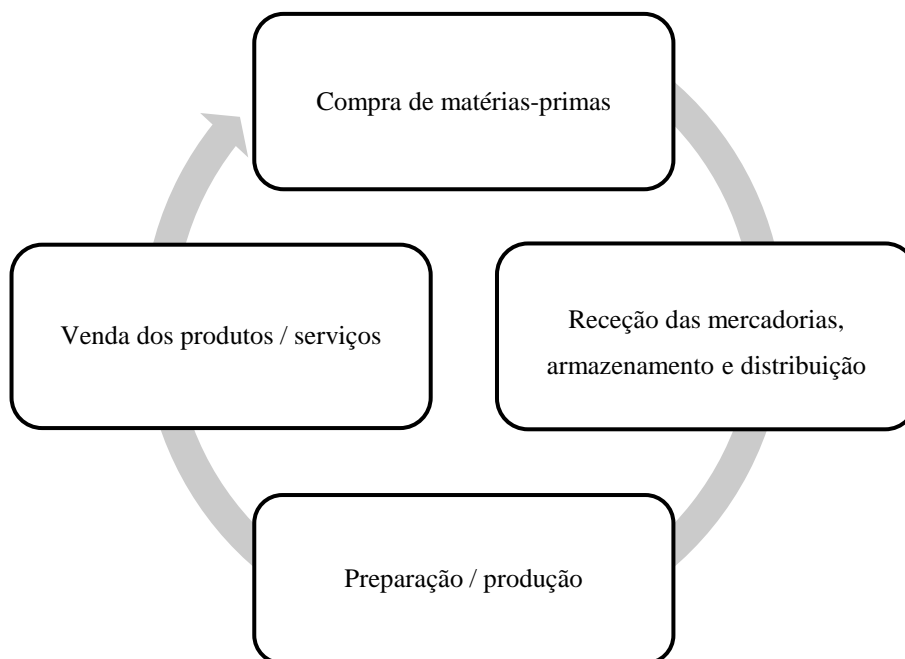 Compra de matérias-primas
Receção das mercadorias,
armazenamento e distribuição
Preparação / produção
Venda dos produtos / serviços